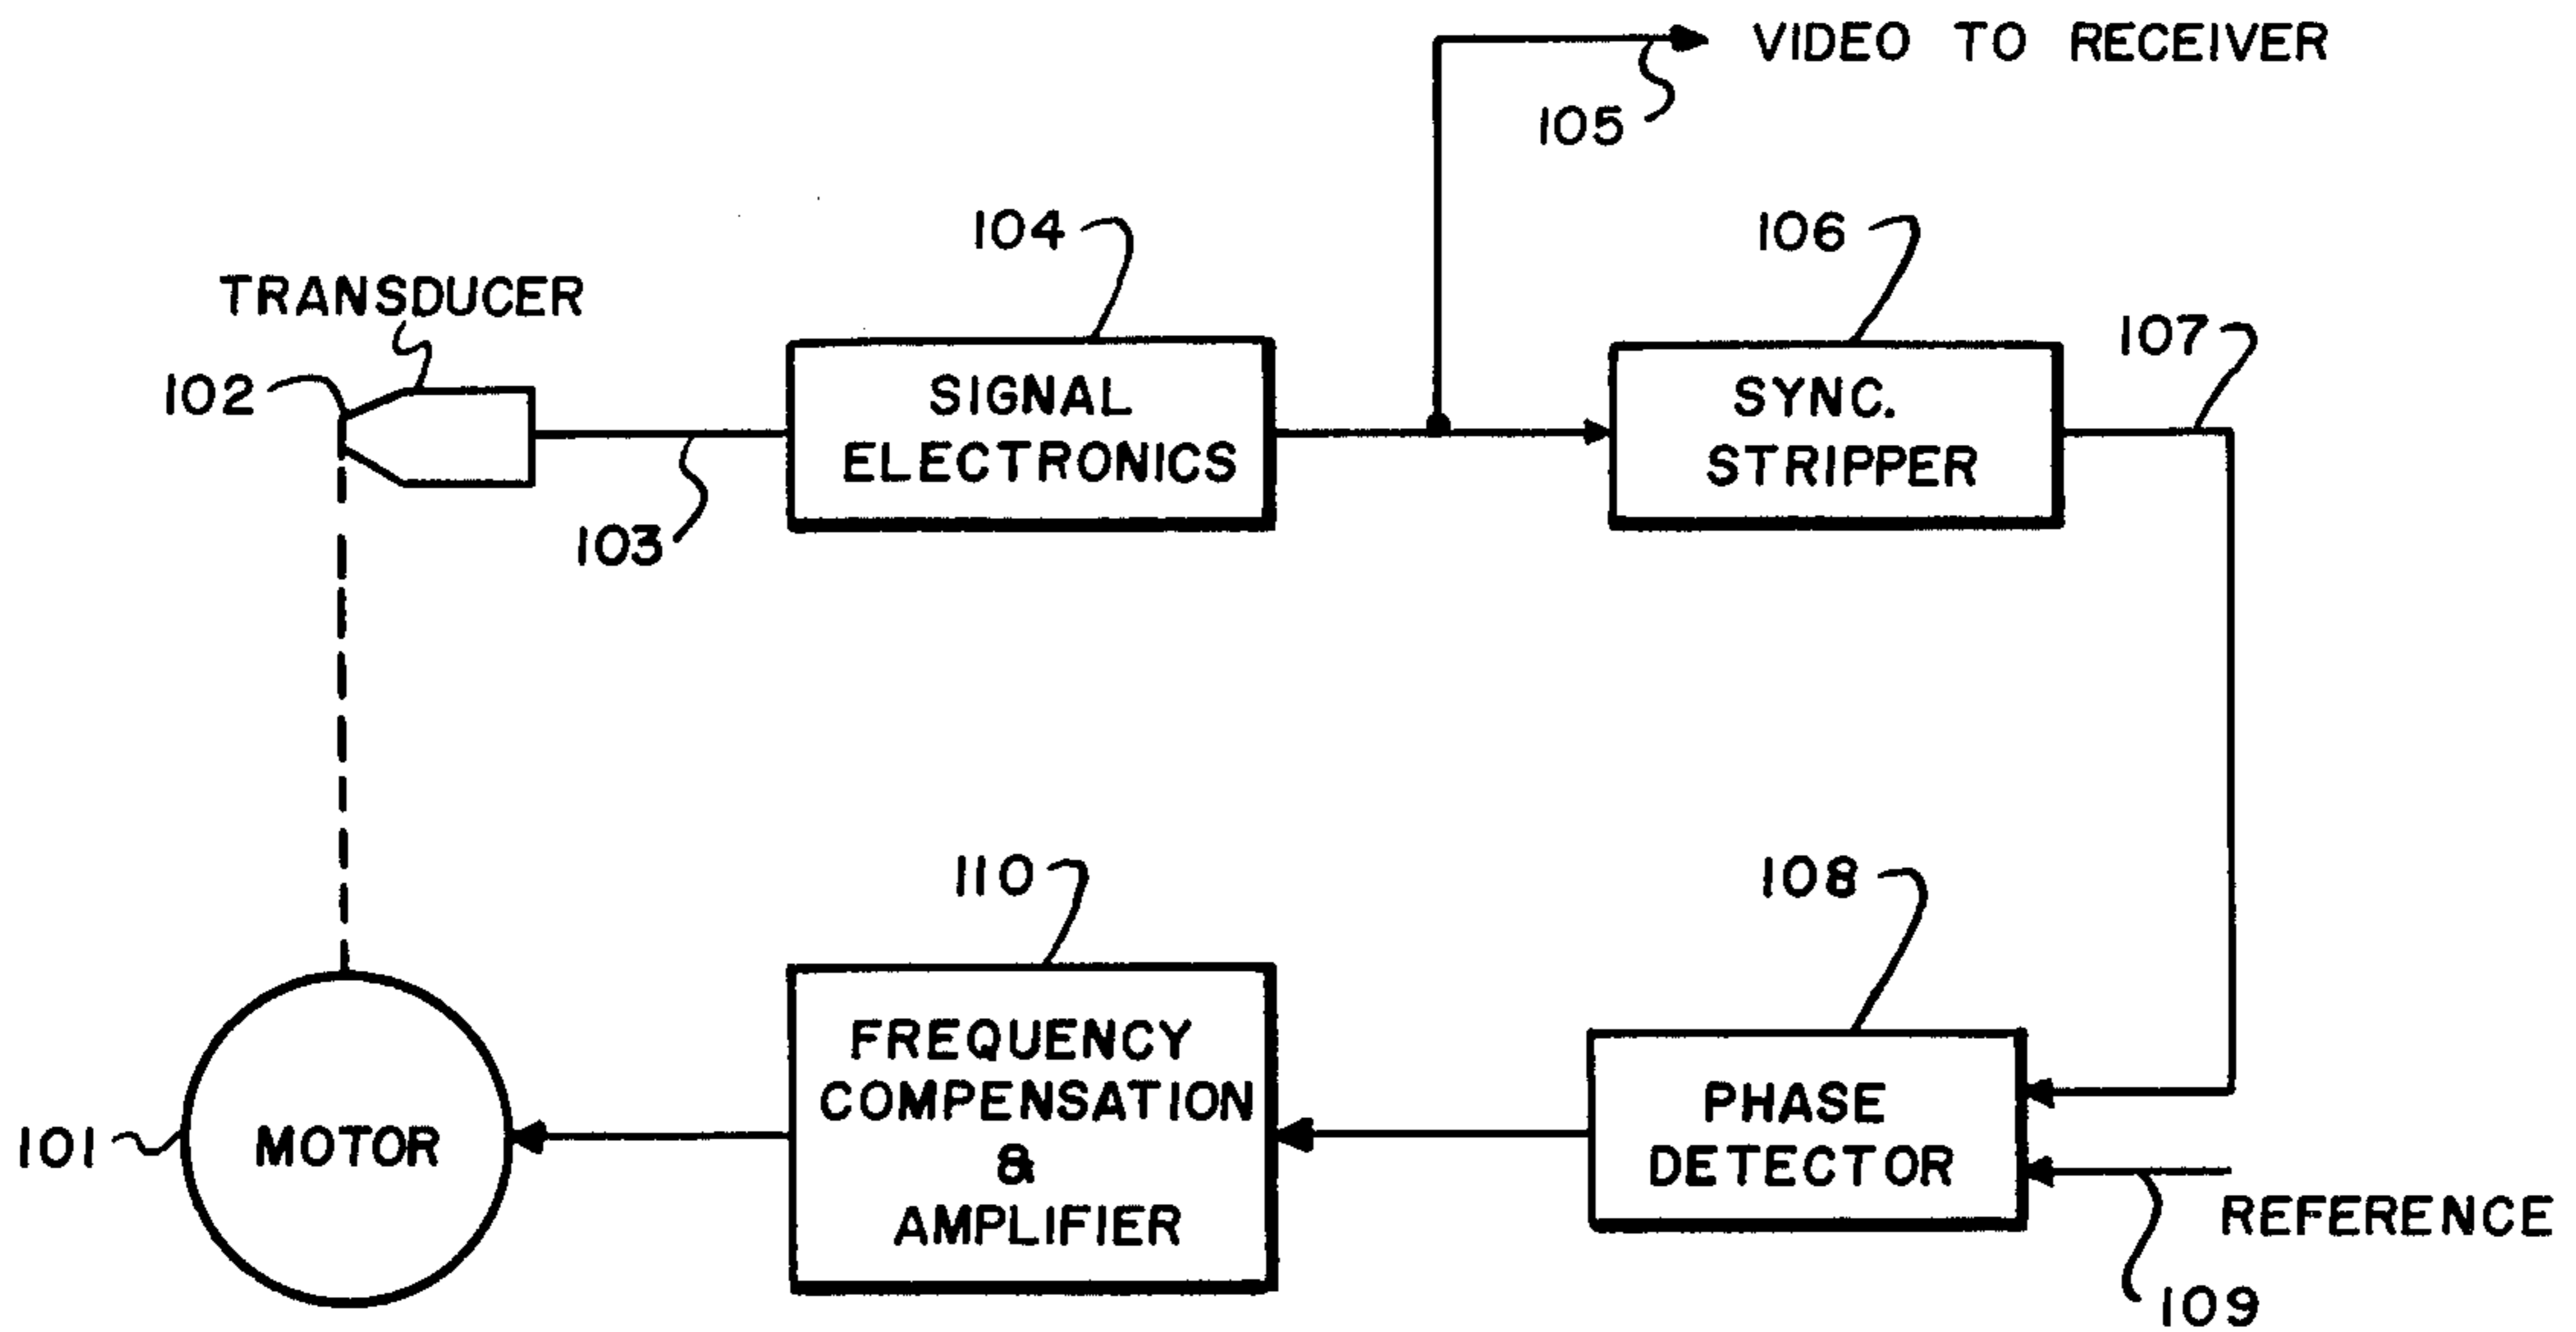 VIDEO TO RECEIVER
105
104
106
TRANSDUCER
107
102
SIGNAL
ELECTRONICS
SYNC.
STRIPPER
103
110
108
FREQUENCY
COMPENSATION
&
AMPLIFIER
PHASE
DETECTOR
101
MOTOR
REFERENCE
109